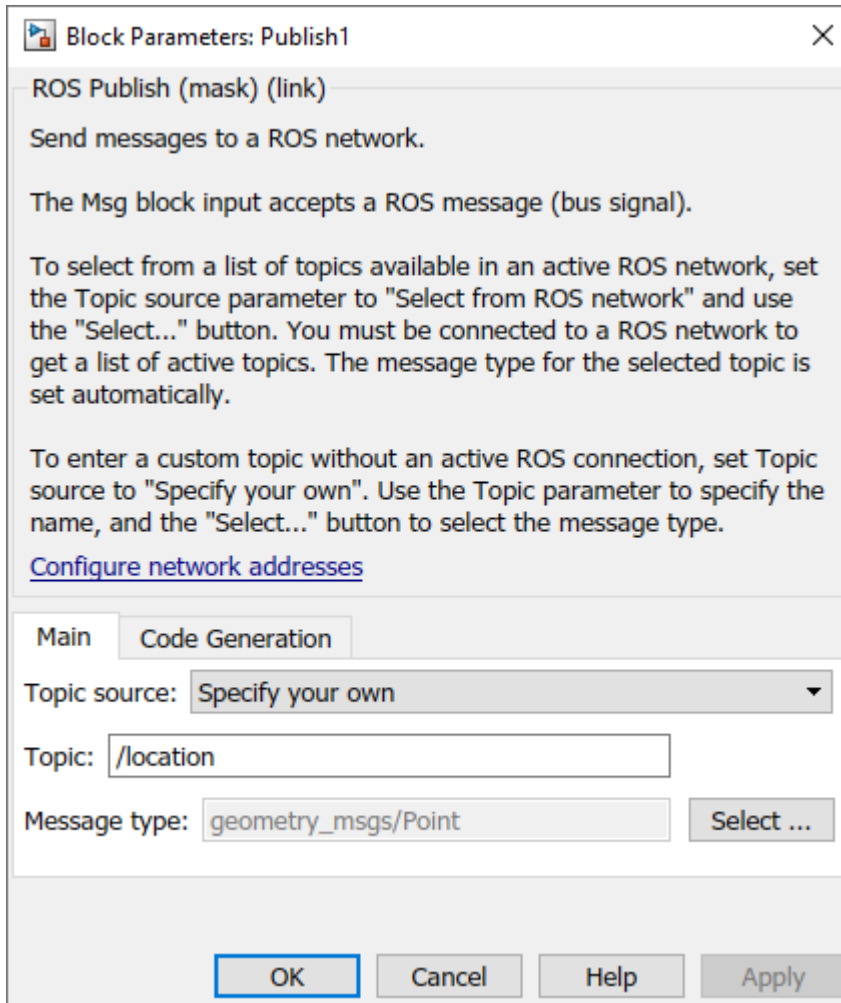 Block Parameters: Publish1
ROS Publish (mask) (link)
Send messages to a ROS network.
The Msg block input accepts a ROS message (bus signal).
To select from a list of topics available in an active ROS network, set
the Topic source parameter to "Select from ROS network" and use
the "Select..." button. You must be connected to a ROS network to
get a list of active topics. The message type for the selected topic is
set automatically.
To enter a custom topic without an active ROS connection, set Topic
source to "Specify your own". Use the Topic parameter to specify the
name, and the "Select..." button to select the message type.
Configure network addresses
Main Code Generation
Topic source: Specify your own
Topic: /location
Message type: geometry_msgs/Point Select ...
OK Cancel Help Apply